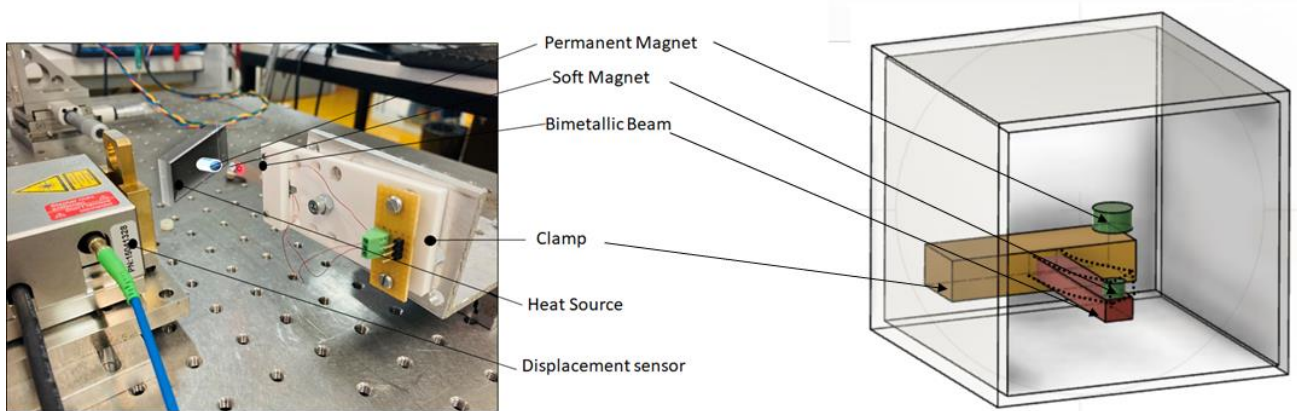 Permanent Magnet
Soft Magnet
Bimetallic Beam
Clamp
Heat Source
Displacement sensor